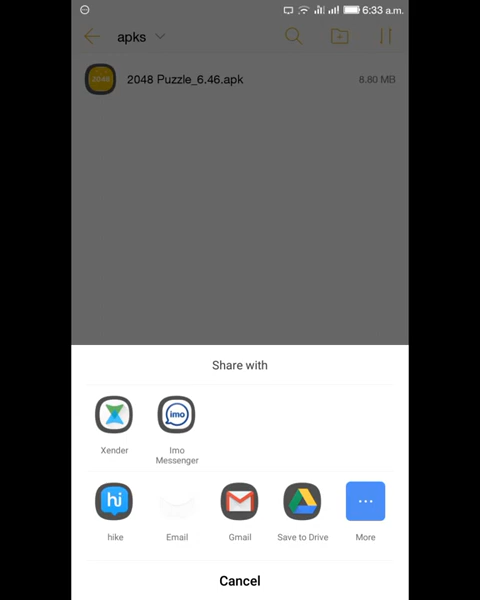 6:33 a.m.
apks
2048
2048 Puzzle_6.46.apk
8.80 MB
Share with
imo
Xender
Imo
Messenger
hi
hike
Email
Gmail
Save to Drive
More
Cancel